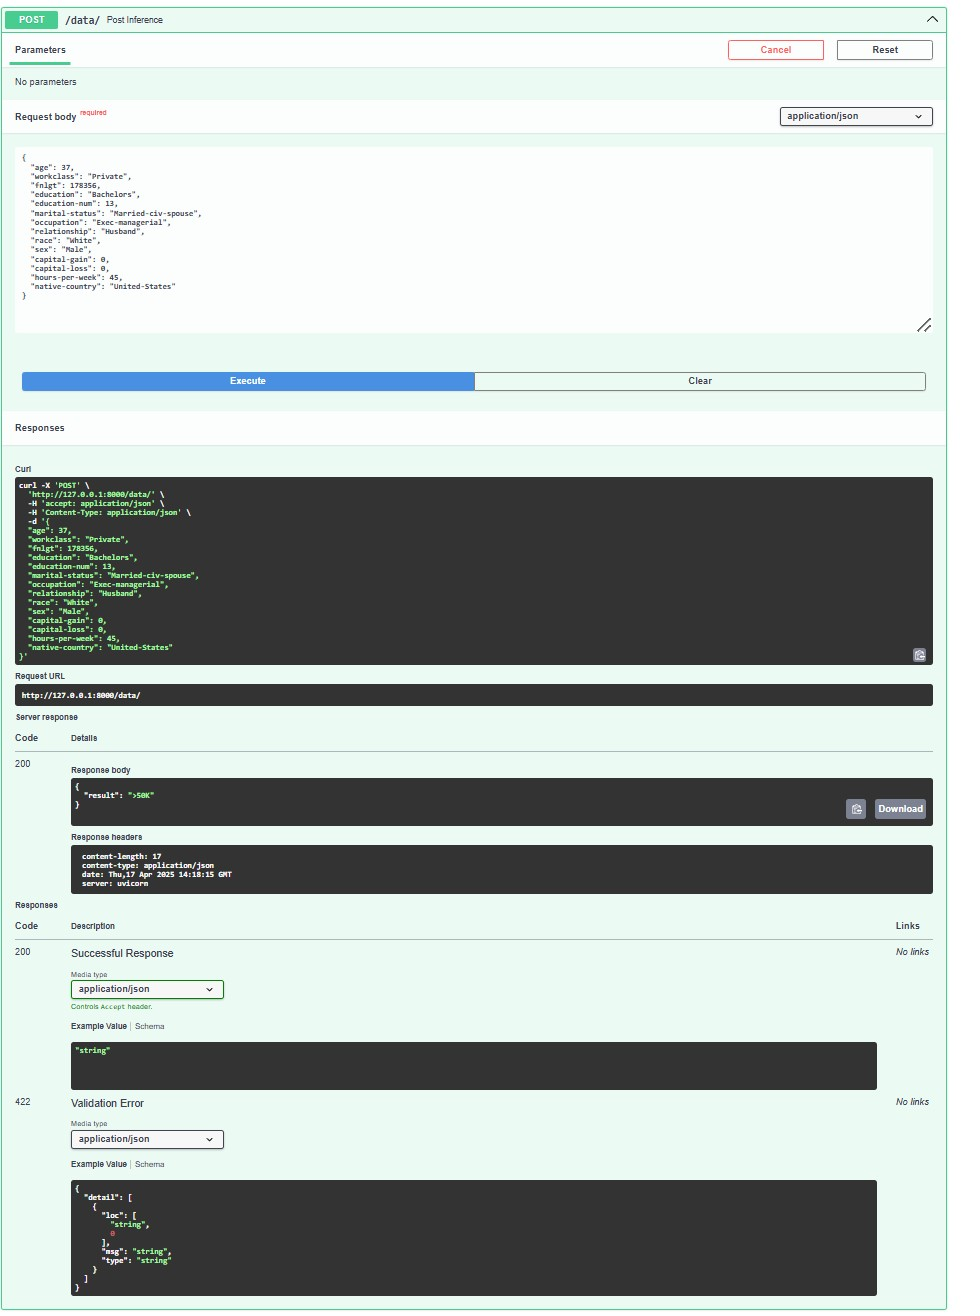 POST /data/ Post Inference
Parameters
Cancel
Reset
No parameters
Request body required
application/json
{
  "age": 37,
  "workclass": "Private",
  "fnlgt": 178356,
  "education": "Bachelors",
  "education-num": 13,
  "marital-status": "Married-civ-spouse",
  "occupation": "Exec-managerial",
  "relationship": "Husband",
  "race": "White",
  "sex": "Male",
  "capital-gain": 0,
  "capital-loss": 0,
  "hours-per-week": 45,
  "native-country": "United-States"
}
Execute
Clear
Responses
Curl
curl -X 'POST' \
  'http://127.0.0.1:8000/data/' \
  -H 'accept: application/json' \
  -H 'Content-Type: application/json' \
  -d '{
  "age": 37,
  "workclass": "Private",
  "fnlgt": 178356,
  "education": "Bachelors",
  "education-num": 13,
  "marital-status": "Married-civ-spouse",
  "occupation": "Exec-managerial",
  "relationship": "Husband",
  "race": "White",
  "sex": "Male",
  "capital-gain": 0,
  "capital-loss": 0,
  "hours-per-week": 45,
  "native-country": "United-States"
}'
Request URL
http://127.0.0.1:8000/data/
Server response
Code Details
200
Response body
{
  "result": ">50K"
}
Download
Response headers
content-length: 17
content-type: application/json
date: Thu,17 Apr 2025 14:18:15 GMT
server: uvicorn
Responses
Code Description Links
200 Successful Response No links
Media type
application/json
Controls Accept header.
Example Value | Schema
"string"
422 Validation Error No links
Media type
application/json
Example Value | Schema
{
  "detail": [
    {
      "loc": [
        "string",
        0
      ],
      "msg": "string",
      "type": "string"
    }
  ]
}